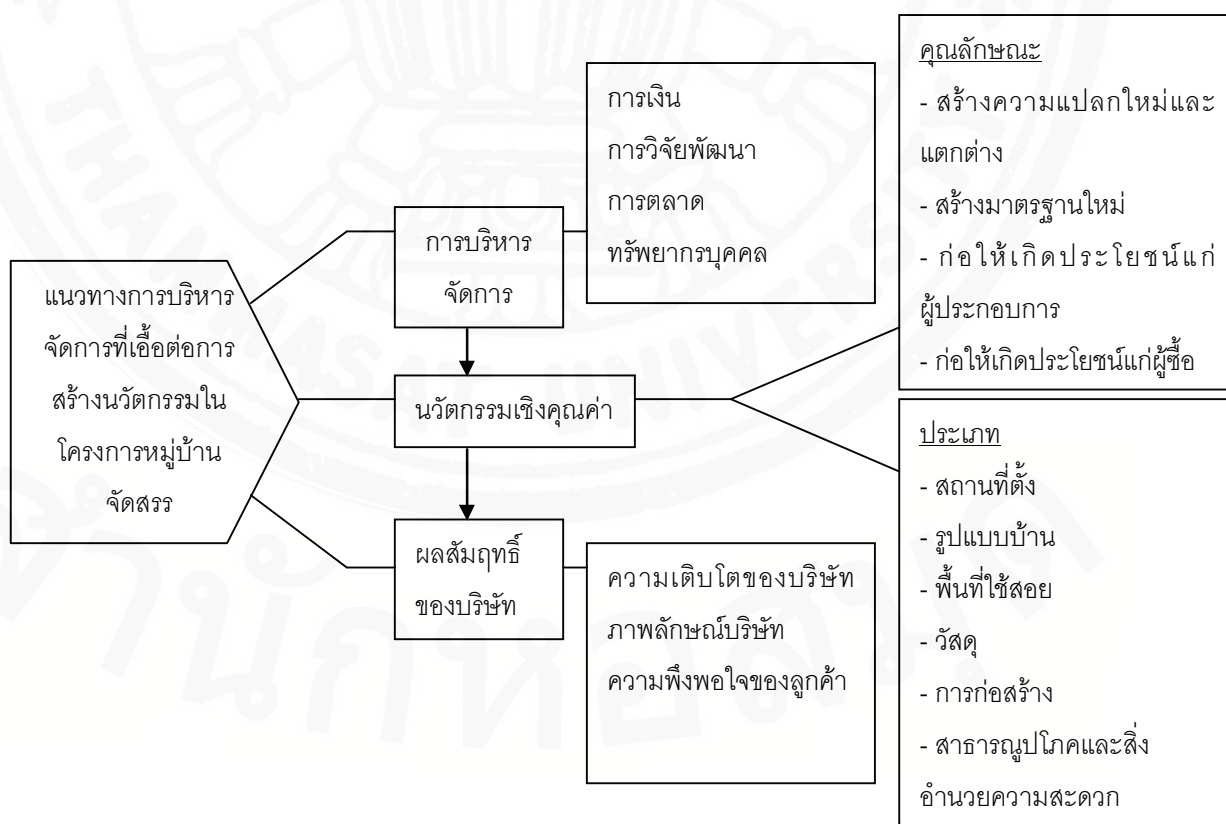 แนวทางการบริหาร
จัดการที่เอื้อต่อการ
สร้างนวัตกรรมใน
โครงการหมู่บ้าน
จัดสรร
การบริหาร
จัดการ
การเงิน
การวิจัยพัฒนา
การตลาด
ทรัพยากรบุคคล
นวัตกรรมเชิงคุณค่า
ผลสัมฤทธิ์
ของบริษัท
ความเติบโตของบริษัท
ภาพลักษณ์บริษัท
ความพึงพอใจของลูกค้า
คุณลักษณะ
- สร้างความแปลกใหม่และ
แตกต่าง
- สร้างมาตรฐานใหม่
- ก่อให้เกิดประโยชน์แก่
ผู้ประกอบการ
- ก่อให้เกิดประโยชน์แก่ผู้ซื้อ
ประเภท
- สถานที่ตั้ง
- รูปแบบบ้าน
- พื้นที่ใช้สอย
- วัสดุ
- การก่อสร้าง
- สาธารณูปโภคและสิ่ง
อำนวยความสะดวก
THAMMASAT UNIVERSITY
สำนักหอสมุด